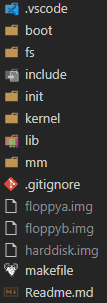 .vscode
boot
fs
include
init
kernel
lib
mm
.gitignore
floppya.img
floppyb.img
harddisk.img
makefile
Readme.md